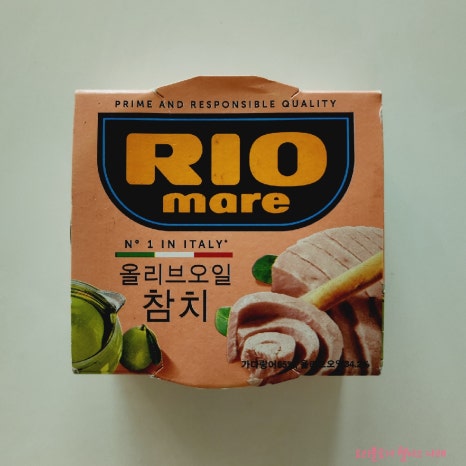 PRIME AND RESPONSIBLE QUALITY
RIO
mare
N° 1 IN ITALY*
올리브오일
참치